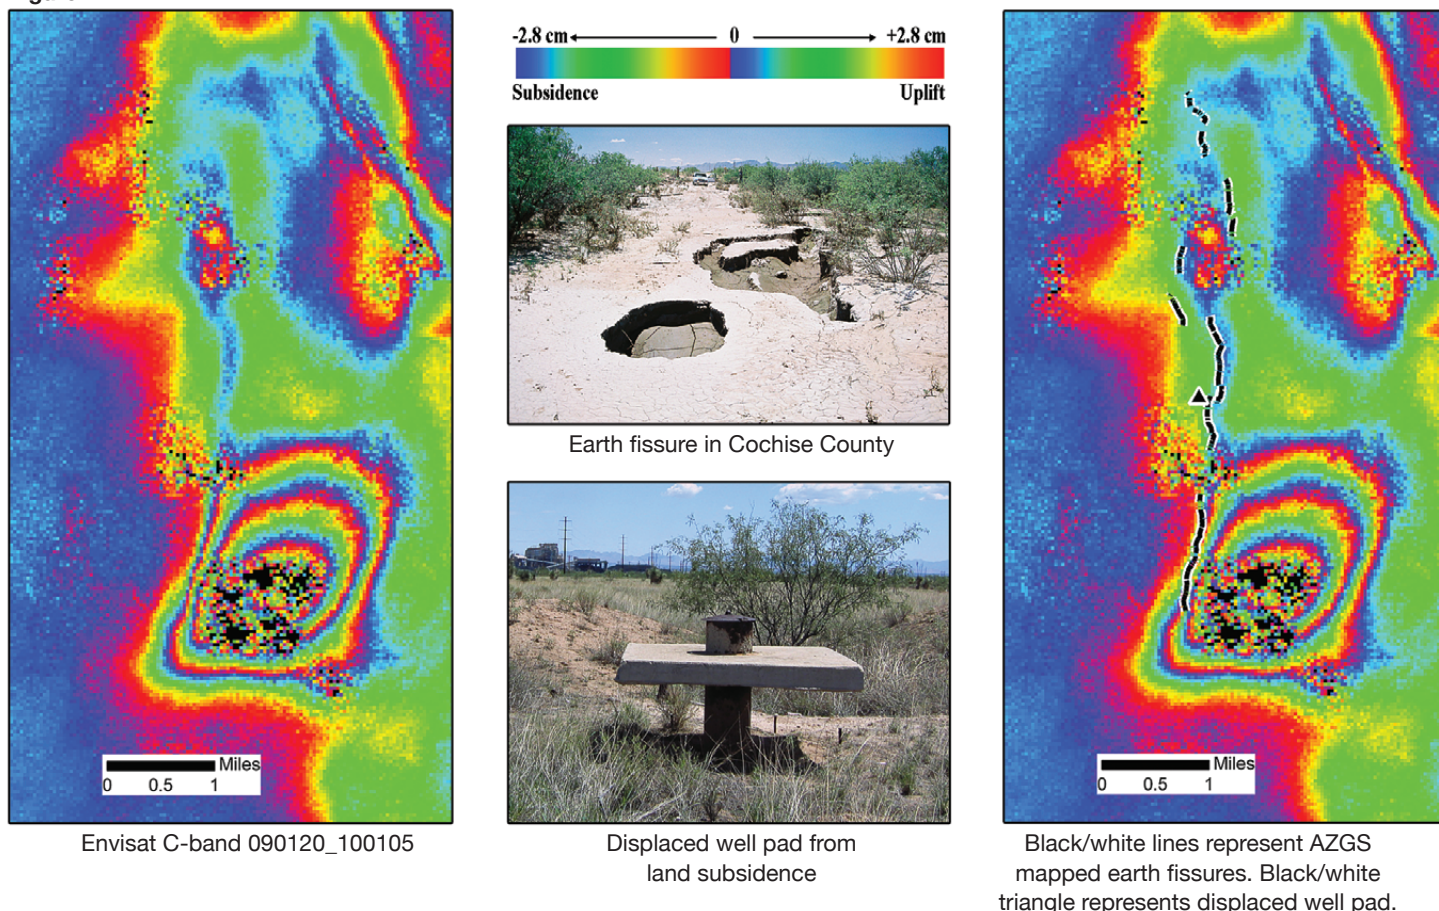 -2.8 cm 0 +2.8 cm
Subsidence Uplift
Miles
0 0.5 1
Envisat C-band 090120_100105
Earth fissure in Cochise County
Displaced well pad from
land subsidence
Miles
0 0.5 1
Black/white lines represent AZGS
mapped earth fissures. Black/white
triangle represents displaced well pad.